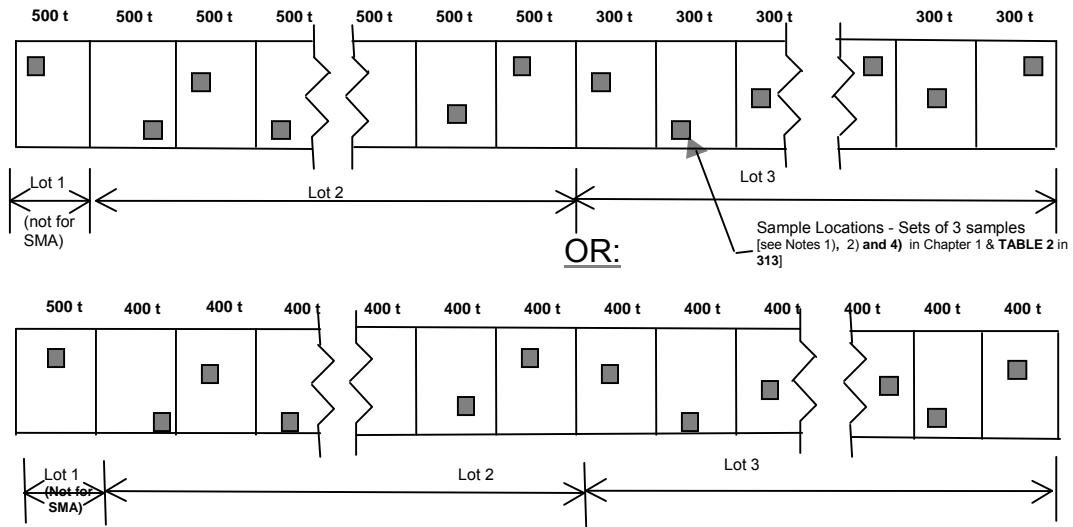 500 t 500 t 500 t 500 t 500 t 500 t 500 t 300 t 300 t 300 t 300 t 300 t
Lot 1
(not for
SMA)
Lot 2
Lot 3
Sample Locations - Sets of 3 samples
[see Notes 1), 2) and 4) in Chapter 1 & TABLE 2 in
313]
OR:
500 t 400 t 400 t 400 t 400 t 400 t 400 t 400 t 400 t 400 t 400 t 400 t 400 t
Lot 1
(Not for
SMA)
Lot 2
Lot 3